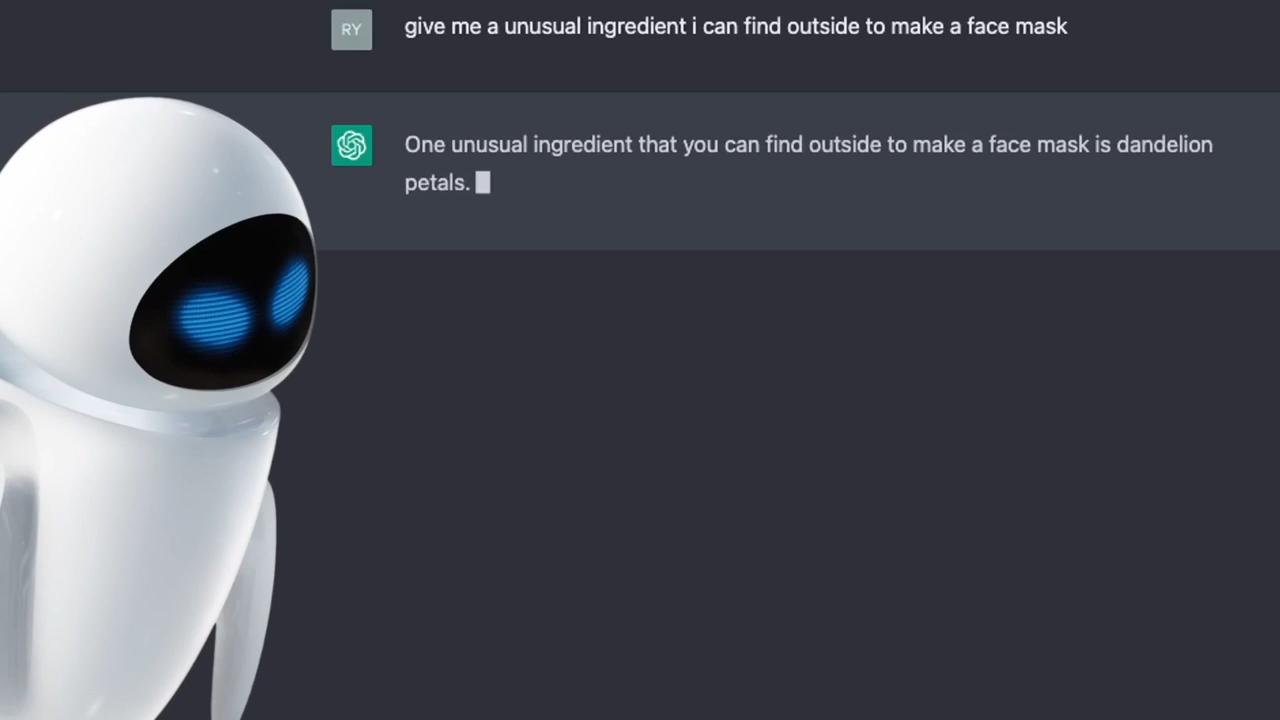 RY
give me a unusual ingredient i can find outside to make a face mask
One unusual ingredient that you can find outside to make a face mask is dandelion
petals.